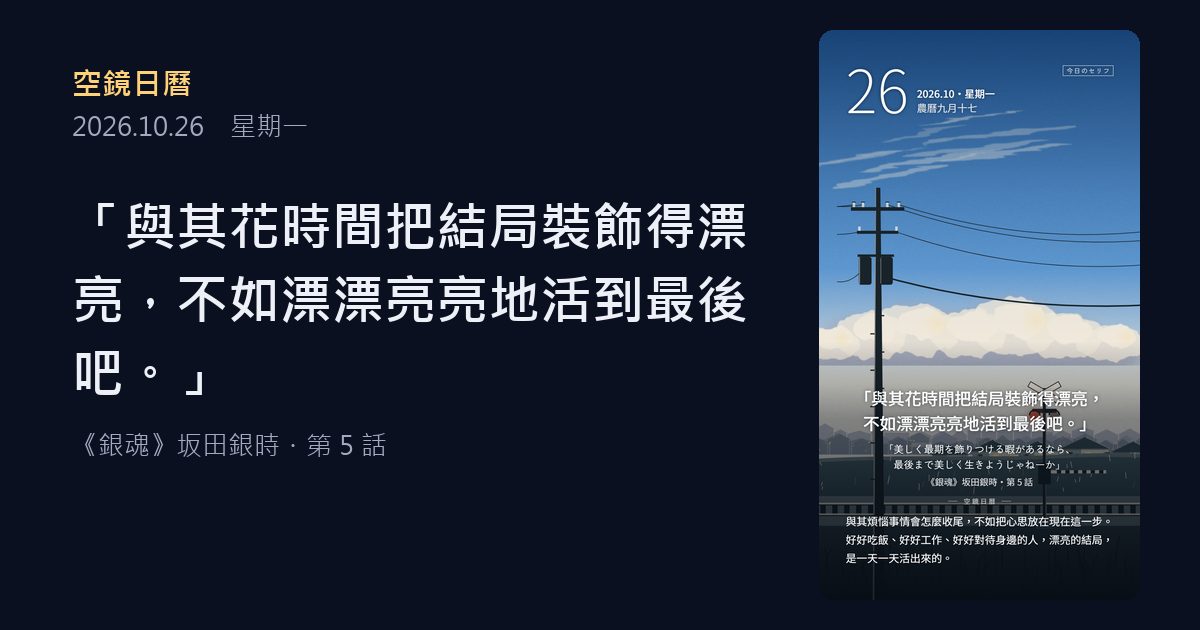 空鏡日曆
2026.10.26 星期一
「與其花時間把結局裝飾得漂
亮，不如漂漂亮亮地活到最後
吧。」
《銀魂》坂田銀時・第 5 話
26
2026.10・星期一
農曆九月十七
今日のセリフ
「與其花時間把結局裝飾得漂亮，
不如漂漂亮亮地活到最後吧。」
「美しく最期を飾りつける暇があるなら、
最後まで美しく生きようじゃねーか」
《銀魂》坂田銀時・第 5 話
空鏡日曆
與其煩惱事情會怎麼收尾，不如把心思放在現在這一步。
好好吃飯、好好工作、好好對待身邊的人，漂亮的結局，
是一天一天活出來的。